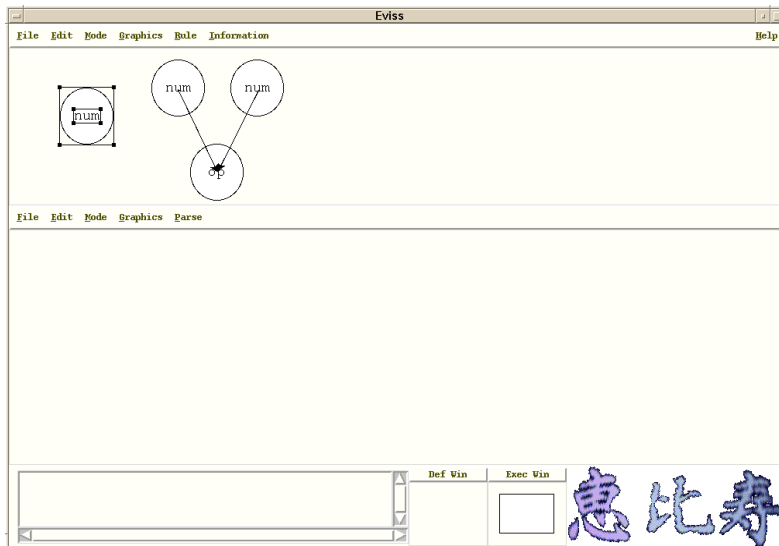 Eviss
File Edit Mode Graphics Rule Information Help
num num
num
op
File Edit Mode Graphics Parse
Def Win Exec Win
恵比寿